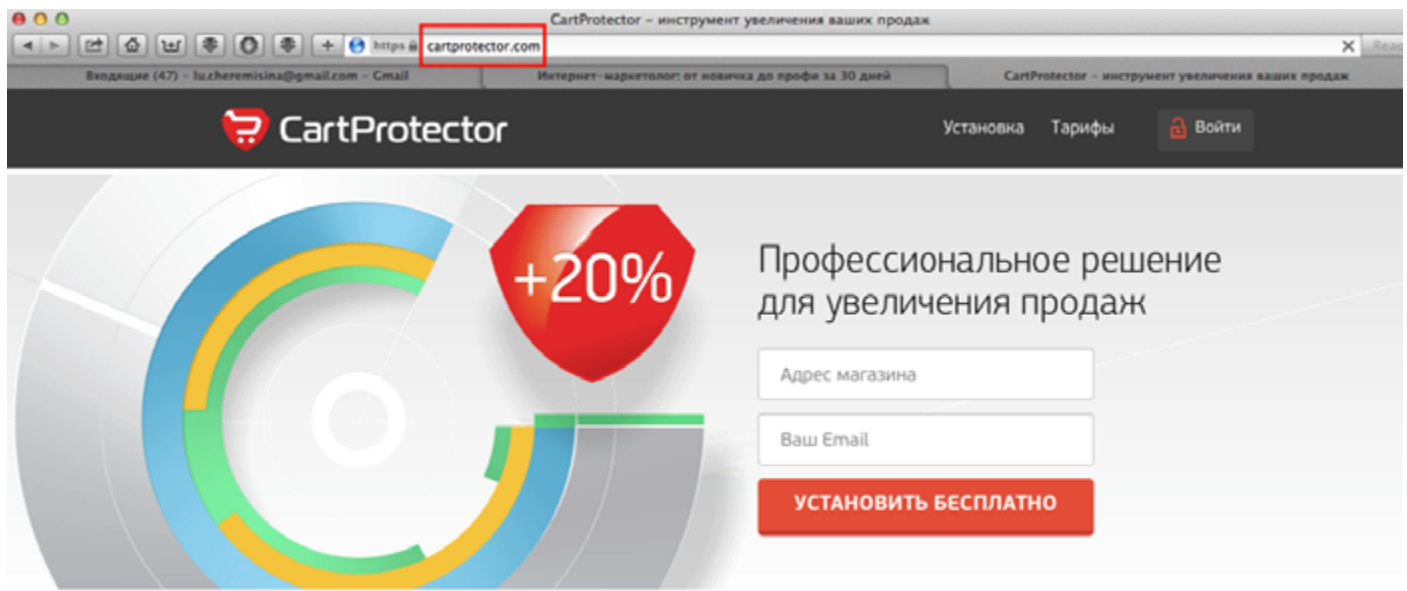 CartProtector – инструмент увеличения ваших продаж
https cartprotector.com
Read
Входящие (47) – lu.cheremisina@gmail.com – Gmail
Интернет-маркетолог: от новичка до профи за 30 дней
CartProtector – инструмент увеличения ваших продаж
CartProtector
Установка
Тарифы
Войти
+20%
Профессиональное решение
для увеличения продаж
Адрес магазина
Ваш Email
УСТАНОВИТЬ БЕСПЛАТНО